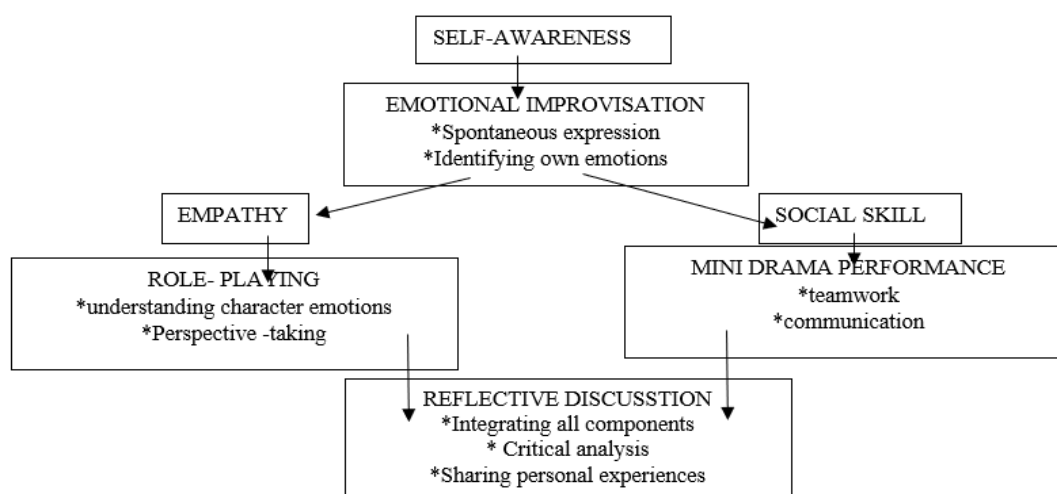 SELF-AWARENESS
EMOTIONAL IMPROVISATION
*Spontaneous expression
*Identifying own emotions
EMPATHY
SOCIAL SKILL
ROLE- PLAYING
*understanding character emotions
*Perspective -taking
MINI DRAMA PERFORMANCE
*teamwork
*communication
REFLECTIVE DISCUSSTION
*Integrating all components
* Critical analysis
*Sharing personal experiences